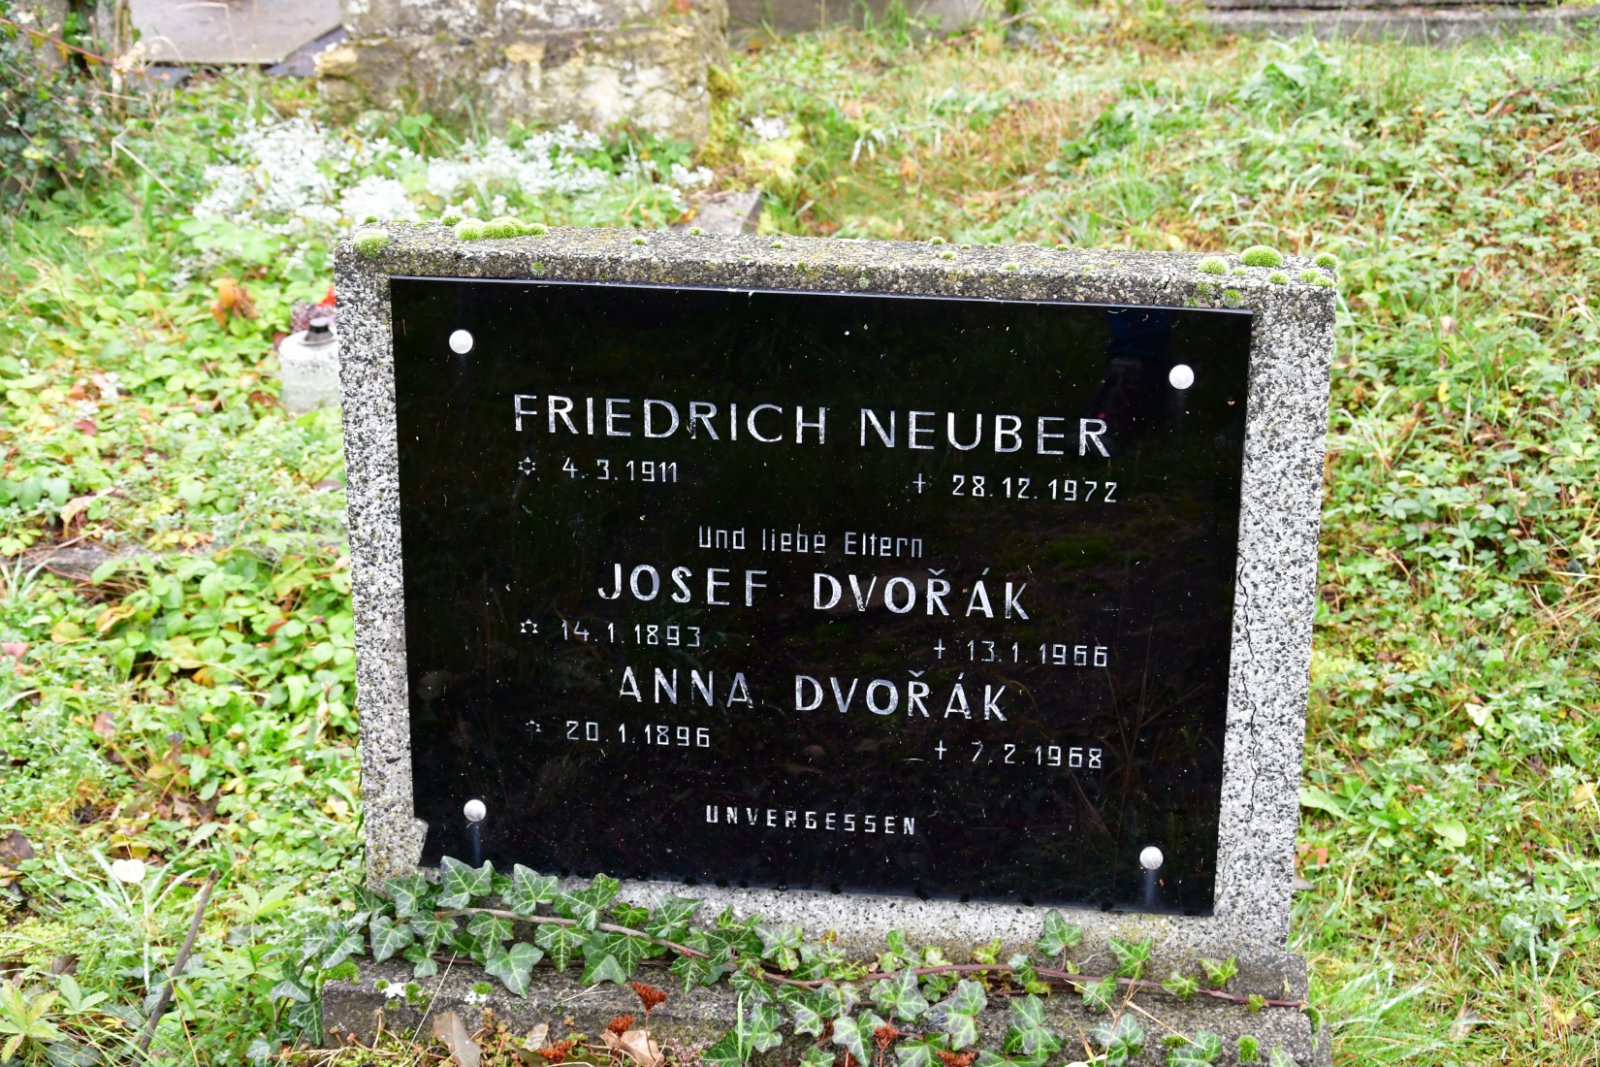 FRIEDRICH NEUBER
✡ 4.3.1911 † 28.12.1972
Und liebe Eltern
JOSEF DVOŘÁK
✡ 14.1.1893 † 13.1.1966
ANNA DVOŘÁK
✡ 20.1.1896 † 7.2.1968
UNVERGESSEN